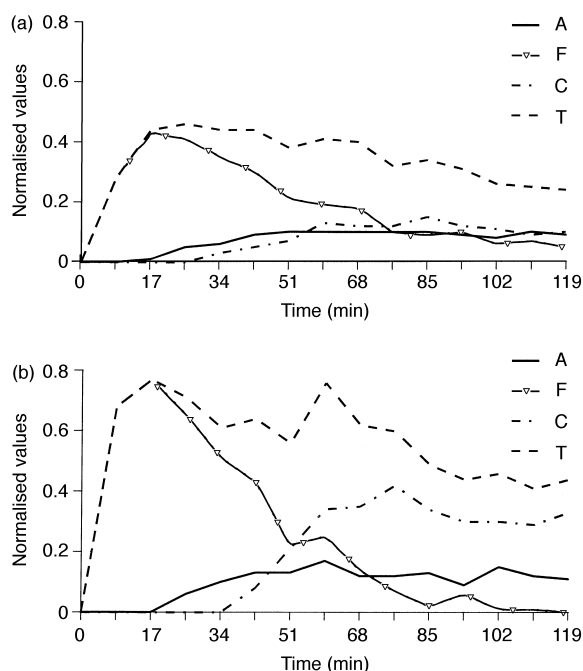 (a)
0.8
0.6
0.4
0.2
0
Normalised values
0 17 34 51 68 85 102 119
Time (min)
A
F
C
T
(b)
0.8
0.6
0.4
0.2
0
Normalised values
0 17 34 51 68 85 102 119
Time (min)
A
F
C
T